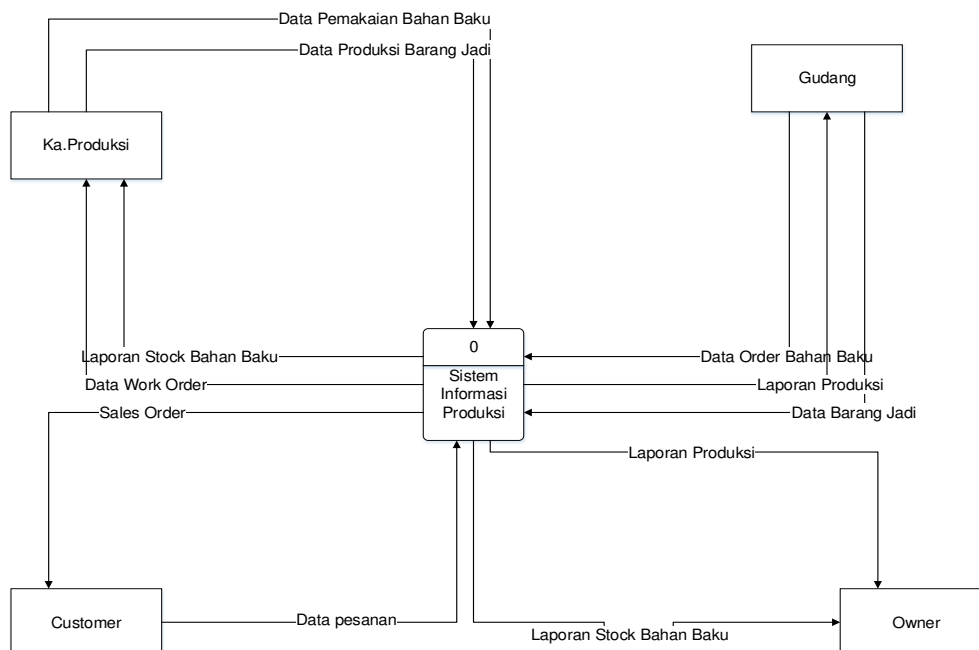 Data Pemakaian Bahan Baku
Data Produksi Barang Jadi
Gudang
Ka.Produksi
0
Sistem
Informasi
Produksi
Laporan Stock Bahan Baku
Data Work Order
Sales Order
Data Order Bahan Baku
Laporan Produksi
Data Barang Jadi
Laporan Produksi
Customer
Data pesanan
Laporan Stock Bahan Baku
Owner